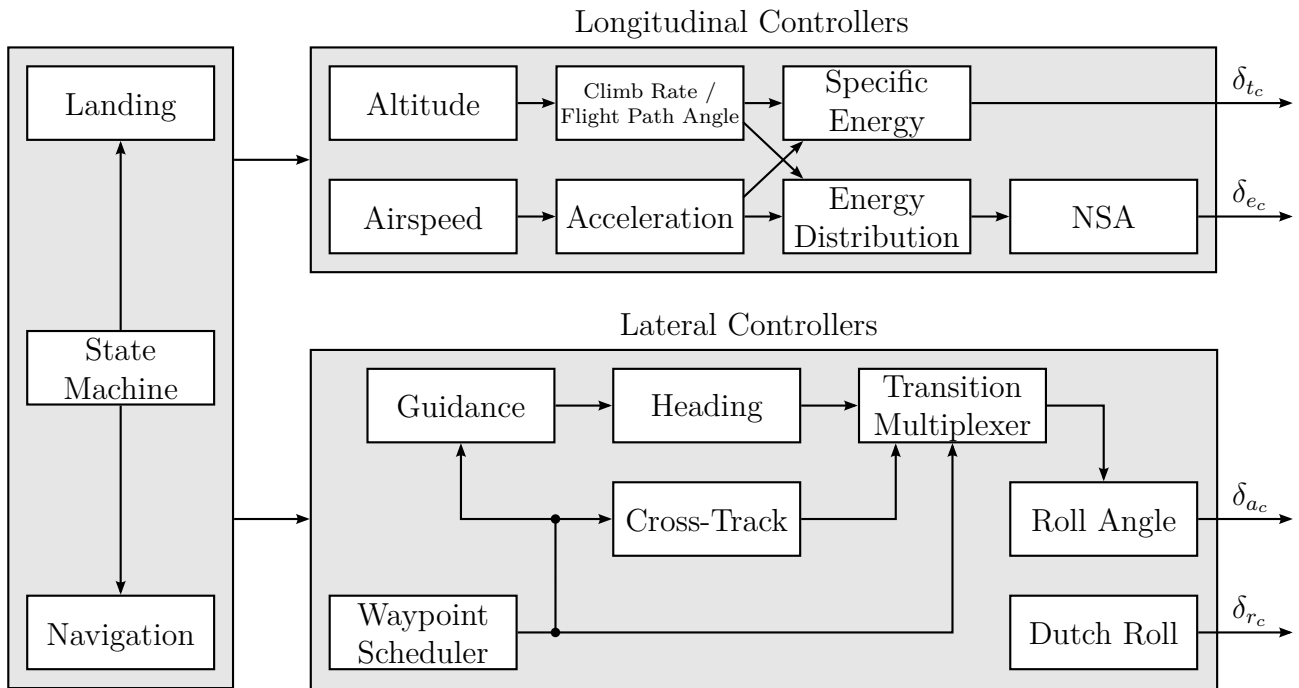 Longitudinal Controllers
Landing
Altitude
Climb Rate /
Flight Path Angle
Specific
Energy
δ_{t_c}
Airspeed
Acceleration
Energy
Distribution
NSA
δ_{e_c}
State
Machine
Lateral Controllers
Guidance
Heading
Transition
Multiplexer
Cross-Track
Roll Angle
δ_{a_c}
Navigation
Waypoint
Scheduler
Dutch Roll
δ_{r_c}